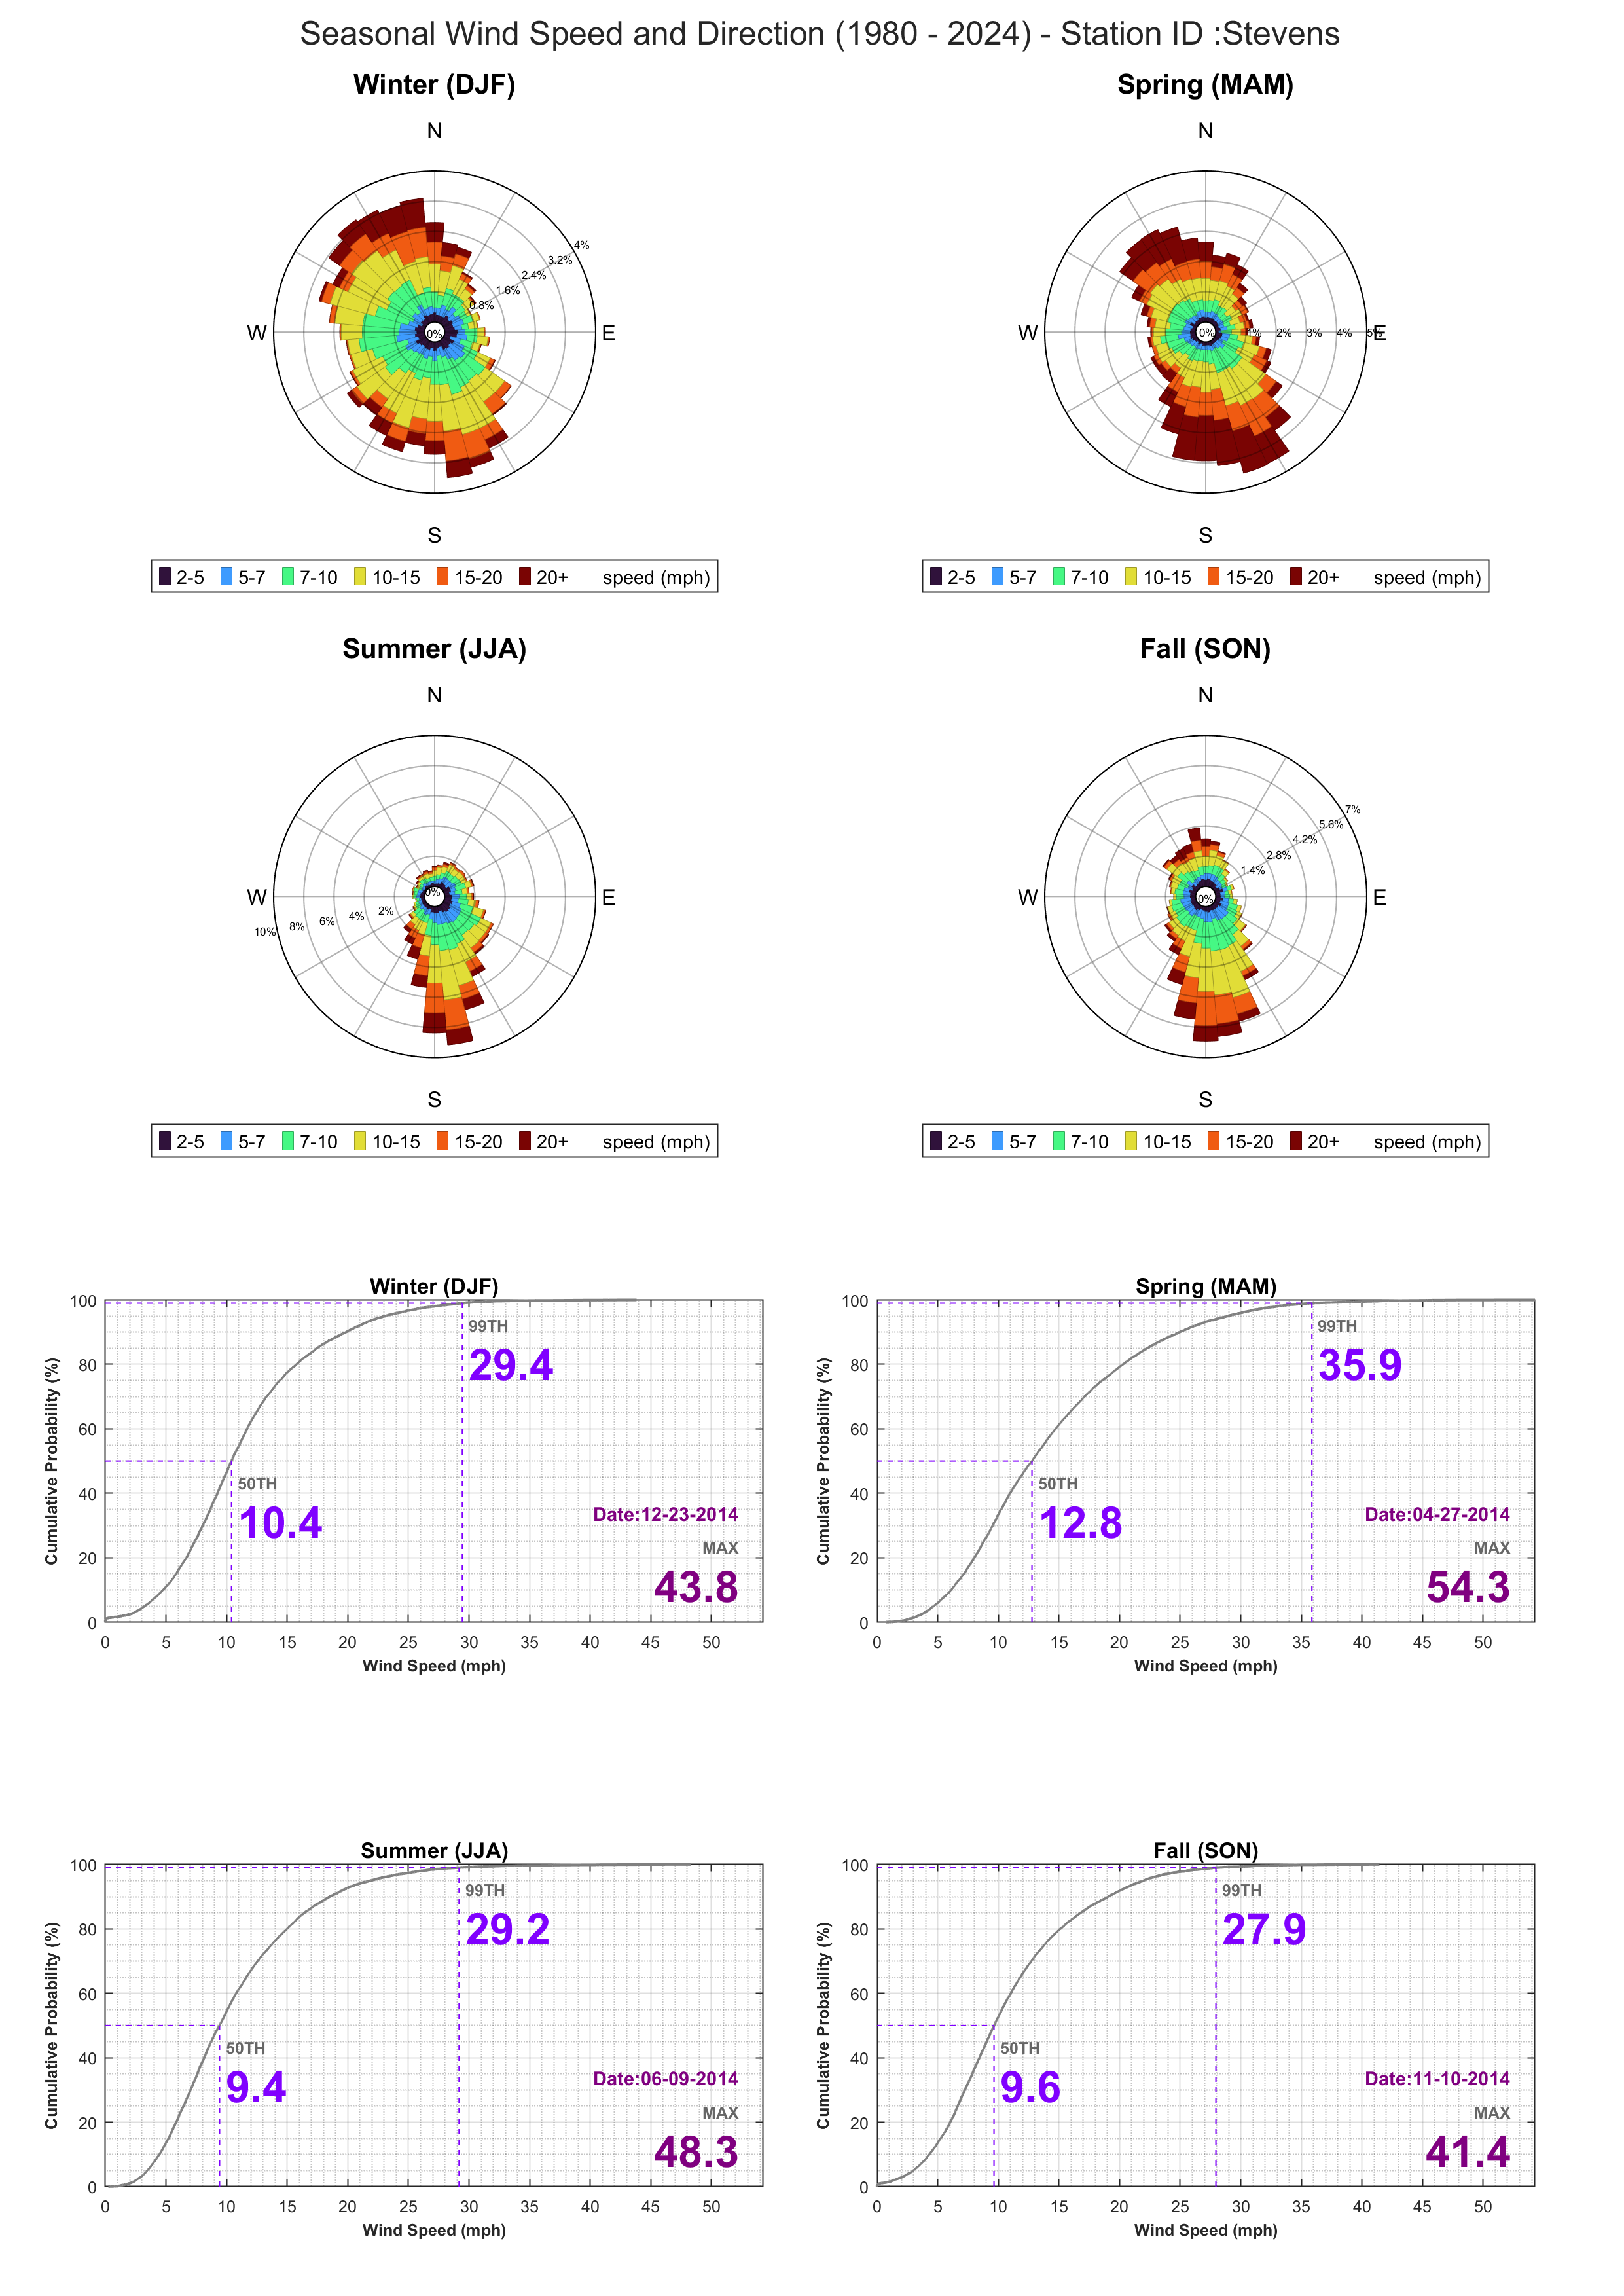 Seasonal Wind Speed and Direction (1980 - 2024) - Station ID :Stevens
Winter (DJF)
N
W
E
S
0%
0.8%
1.6%
2.4%
3.2%
4%
2-5 5-7 7-10 10-15 15-20 20+ speed (mph)
Spring (MAM)
N
W
E
S
0%
1%
2%
3%
4%
5%
2-5 5-7 7-10 10-15 15-20 20+ speed (mph)
Summer (JJA)
N
W
E
S
0%
2%
4%
6%
8%
10%
2-5 5-7 7-10 10-15 15-20 20+ speed (mph)
Fall (SON)
N
W
E
S
0%
1.4%
2.8%
4.2%
5.6%
7%
2-5 5-7 7-10 10-15 15-20 20+ speed (mph)
Winter (DJF)
Cumulative Probability (%)
100
80
60
40
20
0
99TH
29.4
50TH
10.4
Date:12-23-2014
MAX
43.8
0 5 10 15 20 25 30 35 40 45 50
Wind Speed (mph)
Spring (MAM)
Cumulative Probability (%)
100
80
60
40
20
0
99TH
35.9
50TH
12.8
Date:04-27-2014
MAX
54.3
0 5 10 15 20 25 30 35 40 45 50
Wind Speed (mph)
Summer (JJA)
Cumulative Probability (%)
100
80
60
40
20
0
99TH
29.2
50TH
9.4
Date:06-09-2014
MAX
48.3
0 5 10 15 20 25 30 35 40 45 50
Wind Speed (mph)
Fall (SON)
Cumulative Probability (%)
100
80
60
40
20
0
99TH
27.9
50TH
9.6
Date:11-10-2014
MAX
41.4
0 5 10 15 20 25 30 35 40 45 50
Wind Speed (mph)